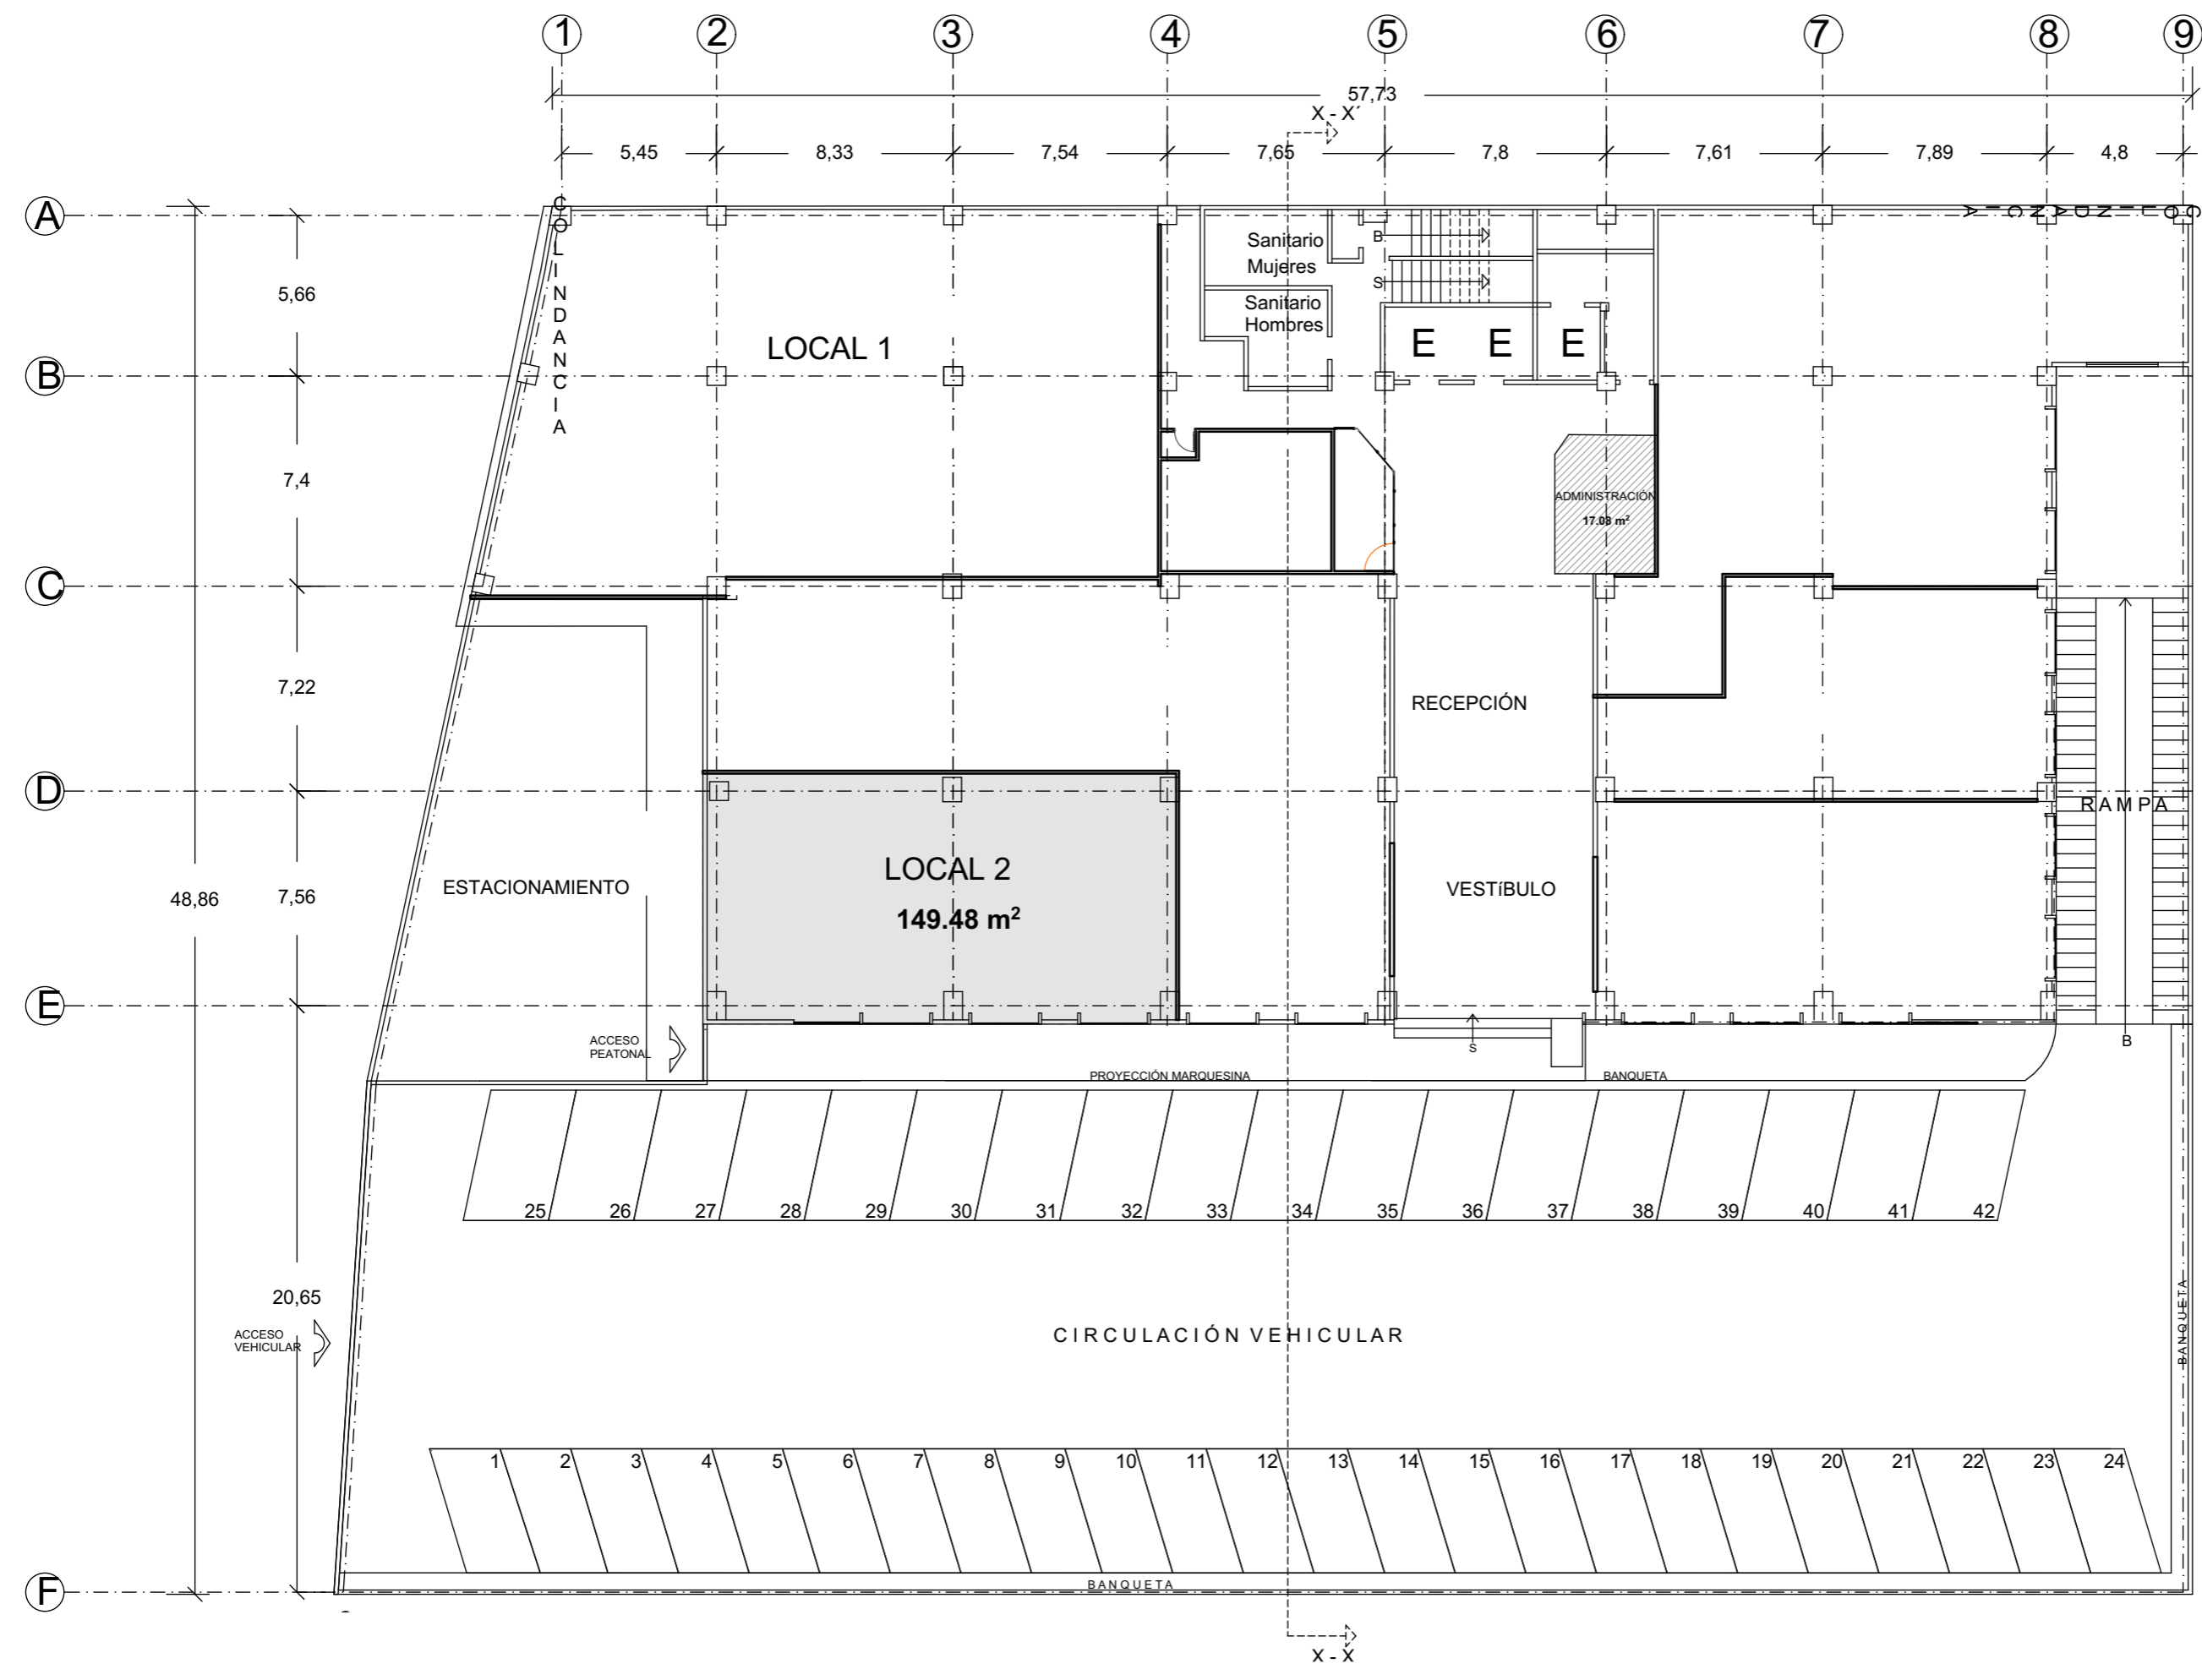 1 2 3 4 5 6 7 8 9
57,73
X - X´
5,45 8,33 7,54 7,65 7,8 7,61 7,89 4,8
A
COLINDANCIA
COLINDANCIA
Sanitario
Mujeres
B
S
5,66
Sanitario
Hombres
LOCAL 1
E E E
B
7,4
ADMINISTRACIÓN
17.03 m²
C
7,22
RECEPCIÓN
D
RAMPA
LOCAL 2
149.48 m²
ESTACIONAMIENTO
VESTíBULO
48,86
7,56
E
ACCESO
PEATONAL
S
B
PROYECCIÓN MARQUESINA
BANQUETA
25 26 27 28 29 30 31 32 33 34 35 36 37 38 39 40 41 42
20,65
ACCESO
VEHICULAR
CIRCULACIÓN VEHICULAR
BANQUETA
1 2 3 4 5 6 7 8 9 10 11 12 13 14 15 16 17 18 19 20 21 22 23 24
BANQUETA
F
X - X